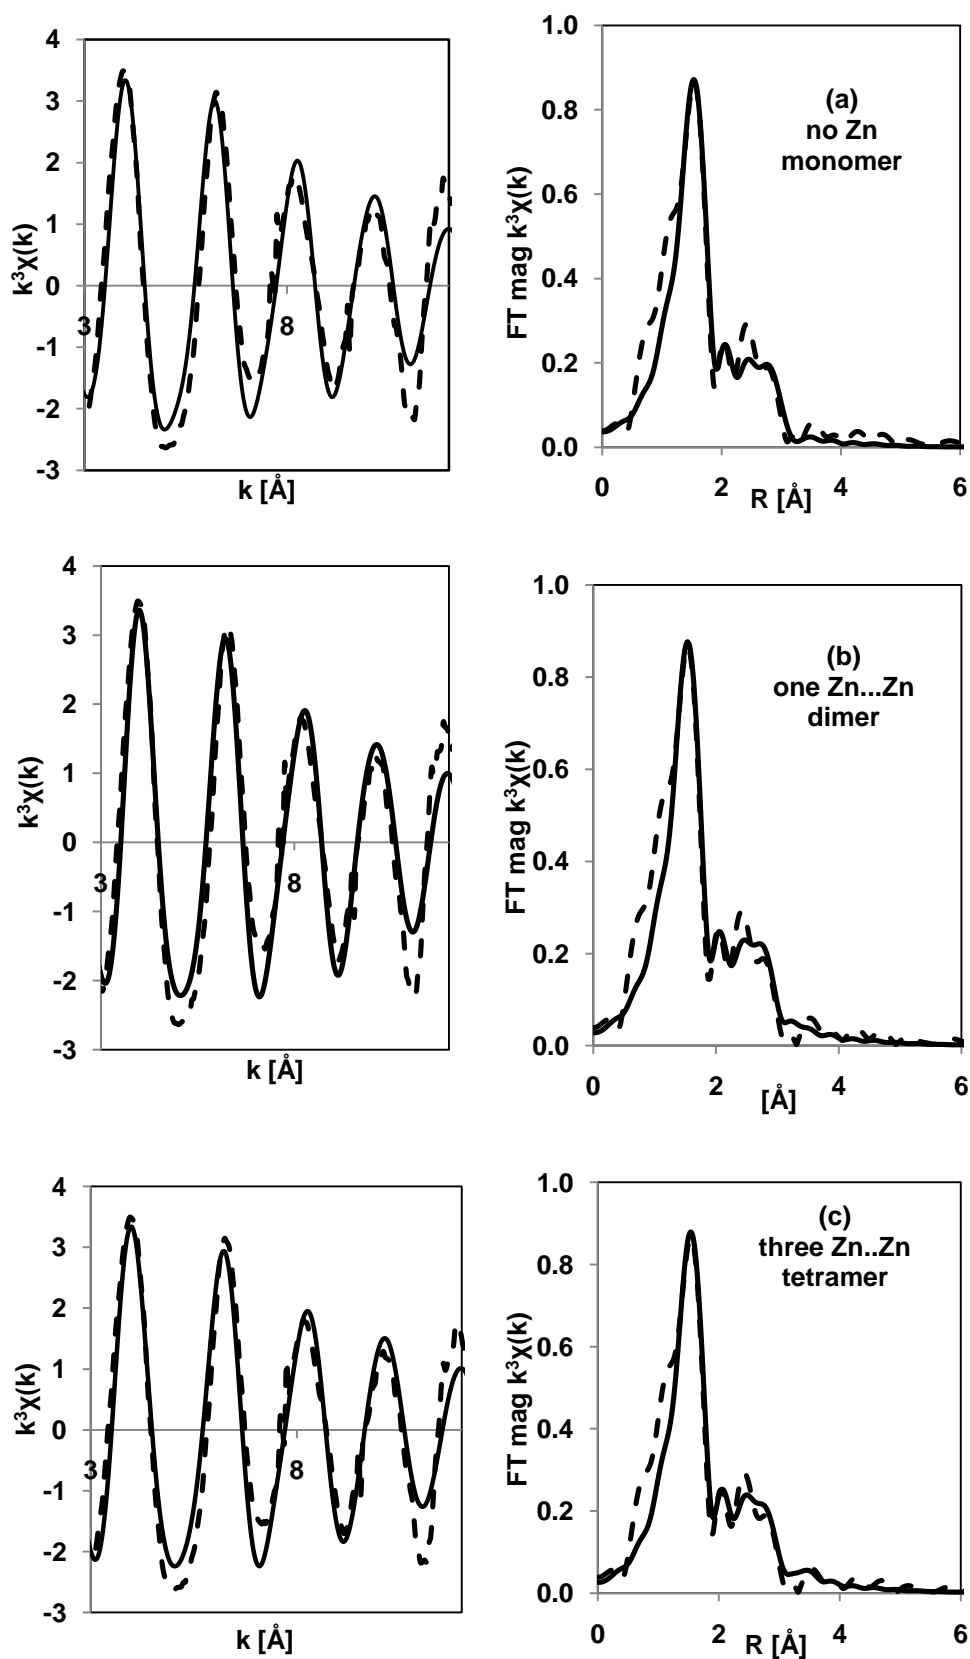 4
3
2
1
0
-1
-2
-3
3
8
k³χ(k)
k [Å]
1.0
0.8
0.6
0.4
0.2
0.0
0
2
4
6
FT mag k³χ(k)
R [Å]
(a)
no Zn
monomer
4
3
2
1
0
-1
-2
-3
3
8
k³χ(k)
k [Å]
1.0
0.8
0.6
0.4
0.2
0.0
0
2
4
6
FT mag k³χ(k)
[Å]
(b)
one Zn...Zn
dimer
4
3
2
1
0
-1
-2
-3
3
8
k³χ(k)
k [Å]
1.0
0.8
0.6
0.4
0.2
0.0
0
2
4
6
FT mag k³χ(k)
R [Å]
(c)
three Zn..Zn
tetramer